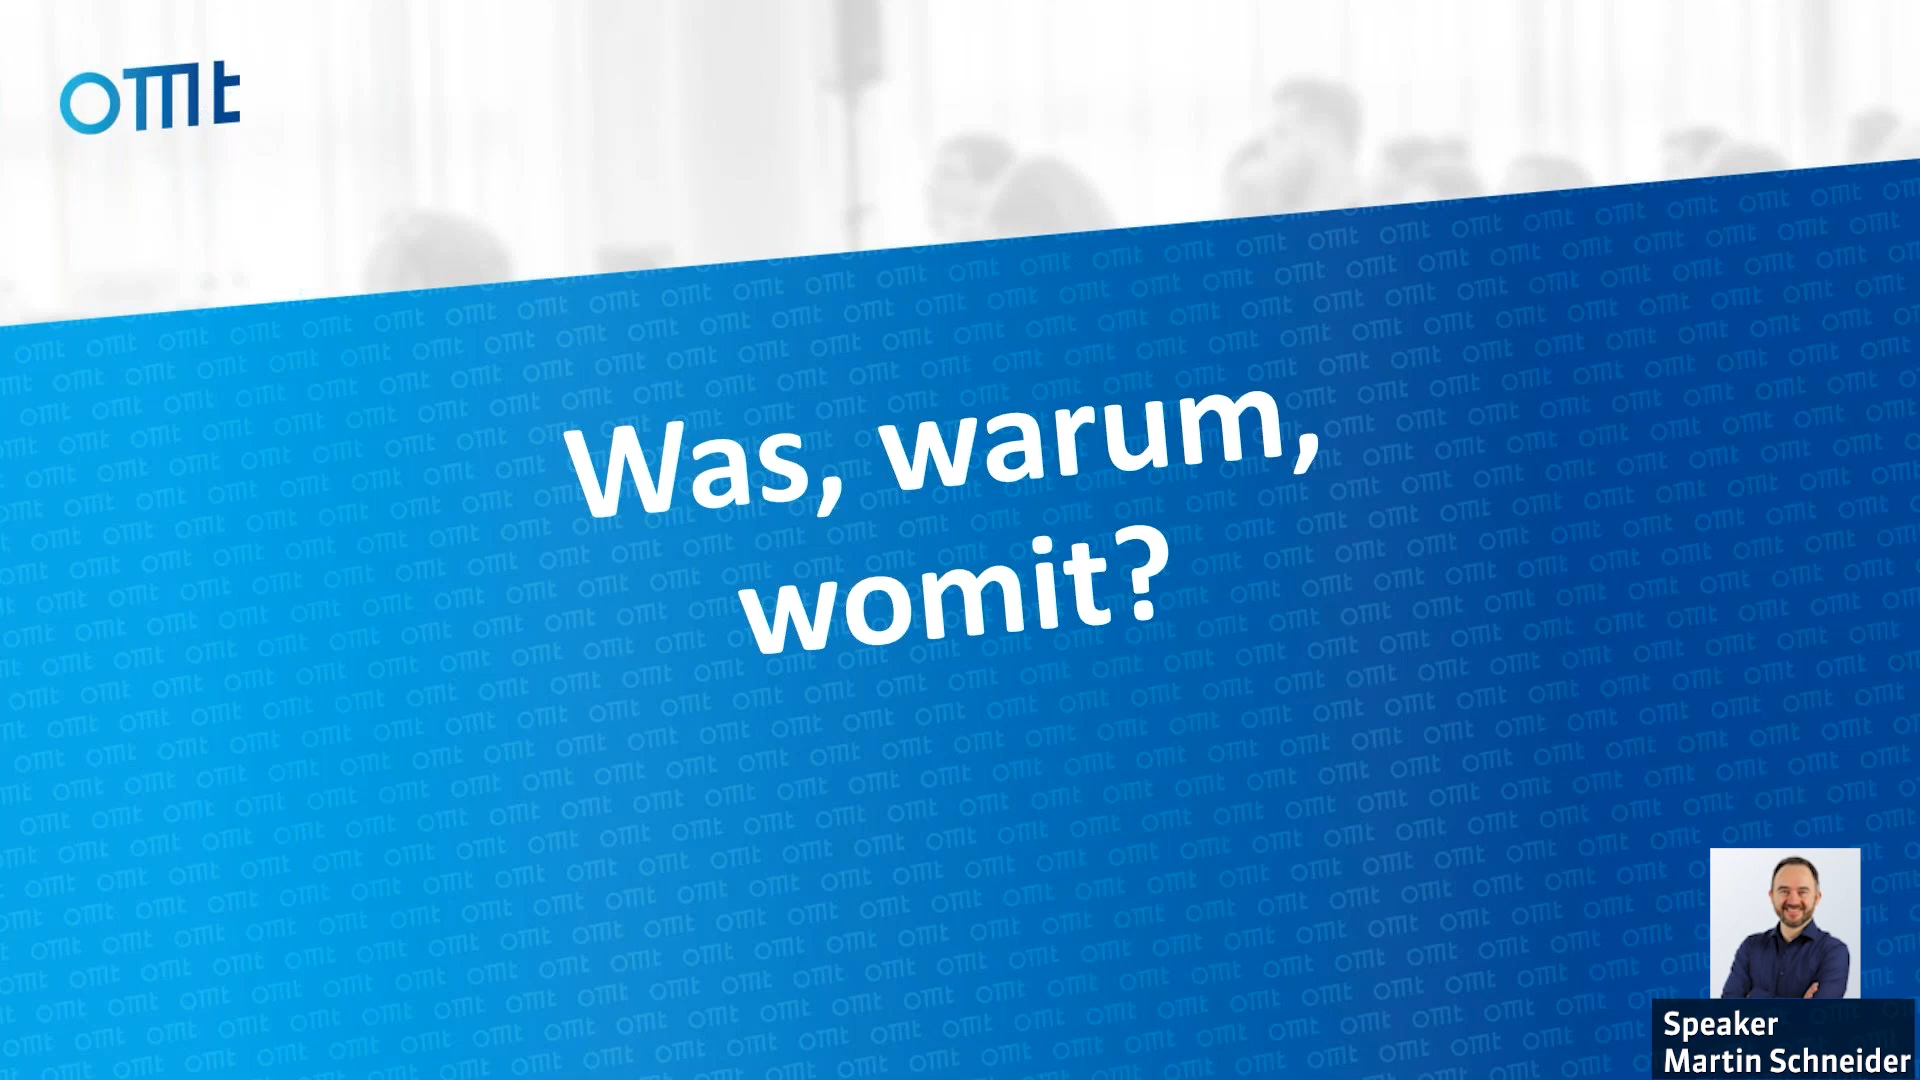 omt
Was, warum,
womit?
Speaker
Martin Schneider